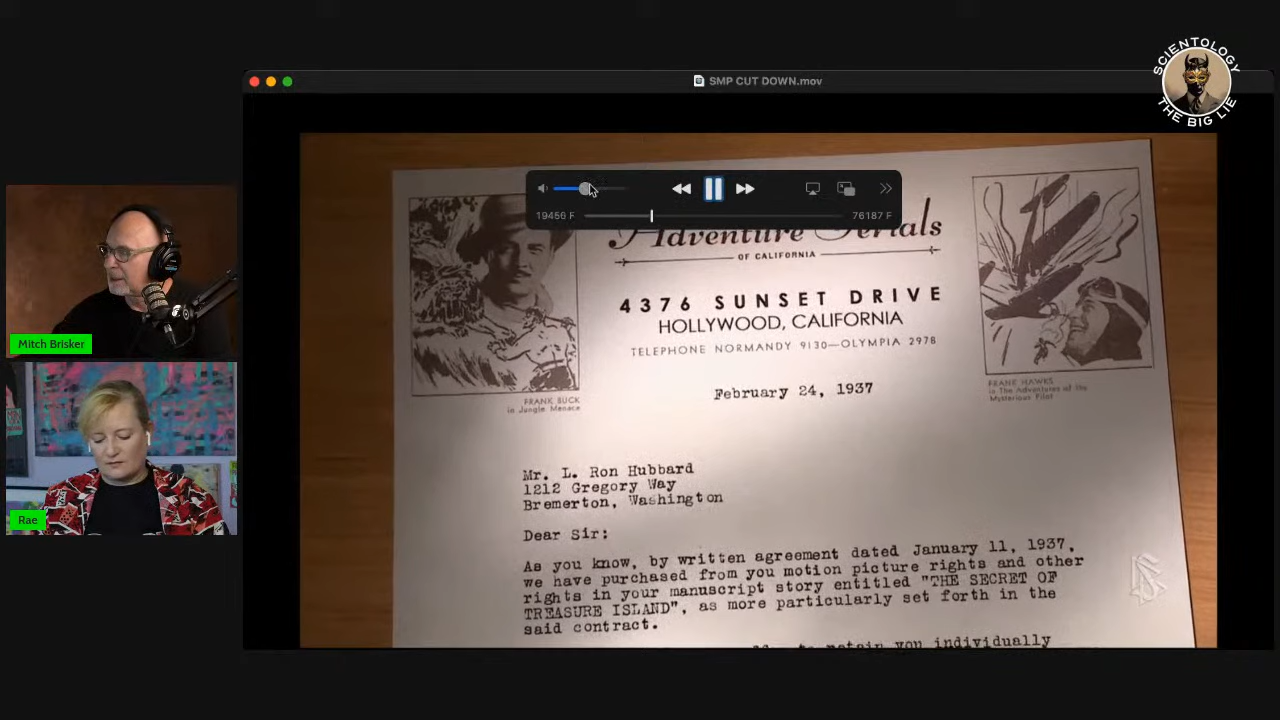 SMP CUT DOWN.mov
SCIENTOLOGY
THE BIG LIE
19456 F
76187 F
Adventure Serials
OF CALIFORNIA
4376 SUNSET DRIVE
HOLLYWOOD, CALIFORNIA
TELEPHONE NORMANDY 9130—OLYMPIA 2978
FRANK BUCK
in Jungle Menace
FRANK HAWKS
in The Adventures of the
Mysterious Pilot
February 24, 1937
Mr. L. Ron Hubbard
1212 Gregory Way
Bremerton, Washington
Dear Sir:
As you know, by written agreement dated January 11, 1937,
we have purchased from you motion picture rights and other
rights in your manuscript story entitled "THE SECRET OF
TREASURE ISLAND", as more particularly set forth in the
said contract.
to retain you individually
Mitch Brisker
Rae